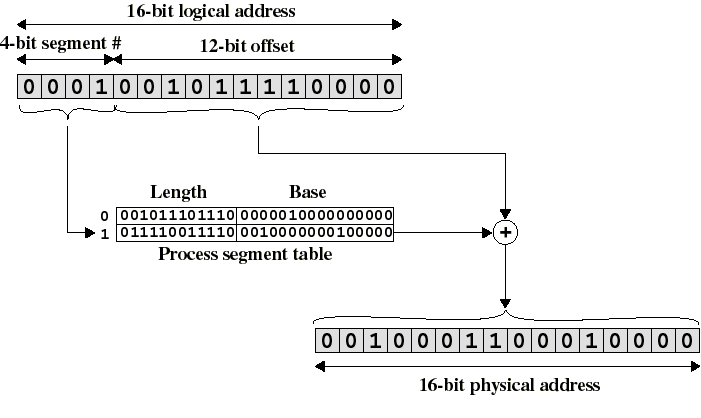 16-bit logical address
4-bit segment #
12-bit offset
0 0 0 1 0 0 1 0 1 1 1 1 0 0 0 0
Length Base
0 001011101110 0000010000000000
1 011110011110 0010000000100000
Process segment table
+
0 0 1 0 0 0 1 1 0 0 0 1 0 0 0 0
16-bit physical address